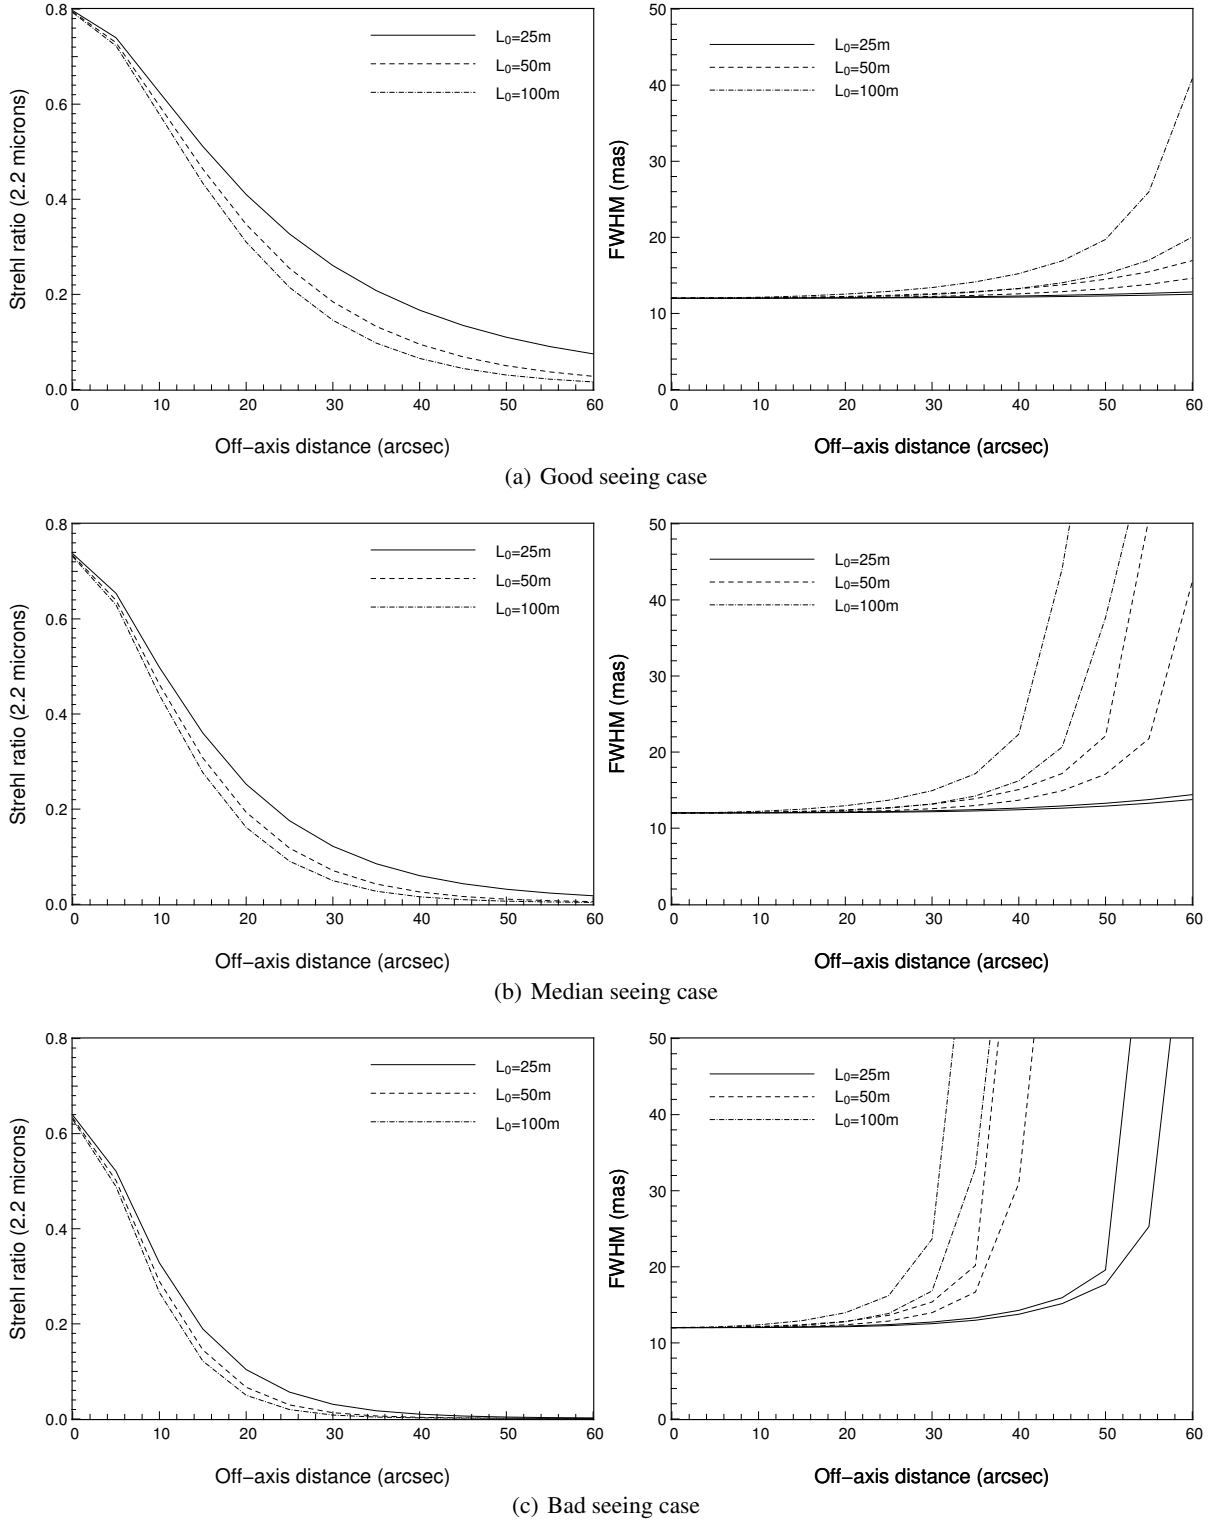 0.8
0.6
0.4
0.2
0.0
Strehl ratio (2.2 microns)
L0=25m
L0=50m
L0=100m
0 10 20 30 40 50 60
Off−axis distance (arcsec)
50
40
30
20
10
0
FWHM (mas)
L0=25m
L0=50m
L0=100m
0 10 20 30 40 50 60
Off−axis distance (arcsec)
(a) Good seeing case
0.8
0.6
0.4
0.2
0.0
Strehl ratio (2.2 microns)
L0=25m
L0=50m
L0=100m
0 10 20 30 40 50 60
Off−axis distance (arcsec)
50
40
30
20
10
0
FWHM (mas)
L0=25m
L0=50m
L0=100m
0 10 20 30 40 50 60
Off−axis distance (arcsec)
(b) Median seeing case
0.8
0.6
0.4
0.2
0.0
Strehl ratio (2.2 microns)
L0=25m
L0=50m
L0=100m
0 10 20 30 40 50 60
Off−axis distance (arcsec)
50
40
30
20
10
0
FWHM (mas)
L0=25m
L0=50m
L0=100m
0 10 20 30 40 50 60
Off−axis distance (arcsec)
(c) Bad seeing case